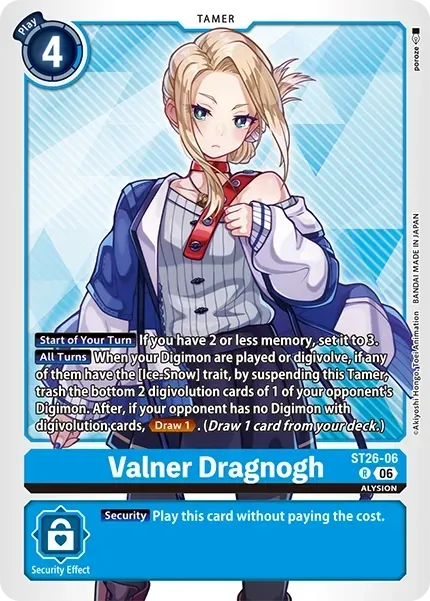 TAMER
Play
4
poroze
Start of Your Turn If you have 2 or less memory, set it to 3.
All Turns When your Digimon are played or digivolve, if any
of them have the [Ice-Snow] trait, by suspending this Tamer,
trash the bottom 2 digivolution cards of 1 of your opponent's
Digimon. After, if your opponent has no Digimon with
digivolution cards, Draw 1 . (Draw 1 card from your deck.)
©Akiyoshi Hongo, Toei Animation BANDAI MADE IN JAPAN
Valner Dragnogh
ST26-06
R 06
ALYSION
Security Play this card without paying the cost.
Security Effect